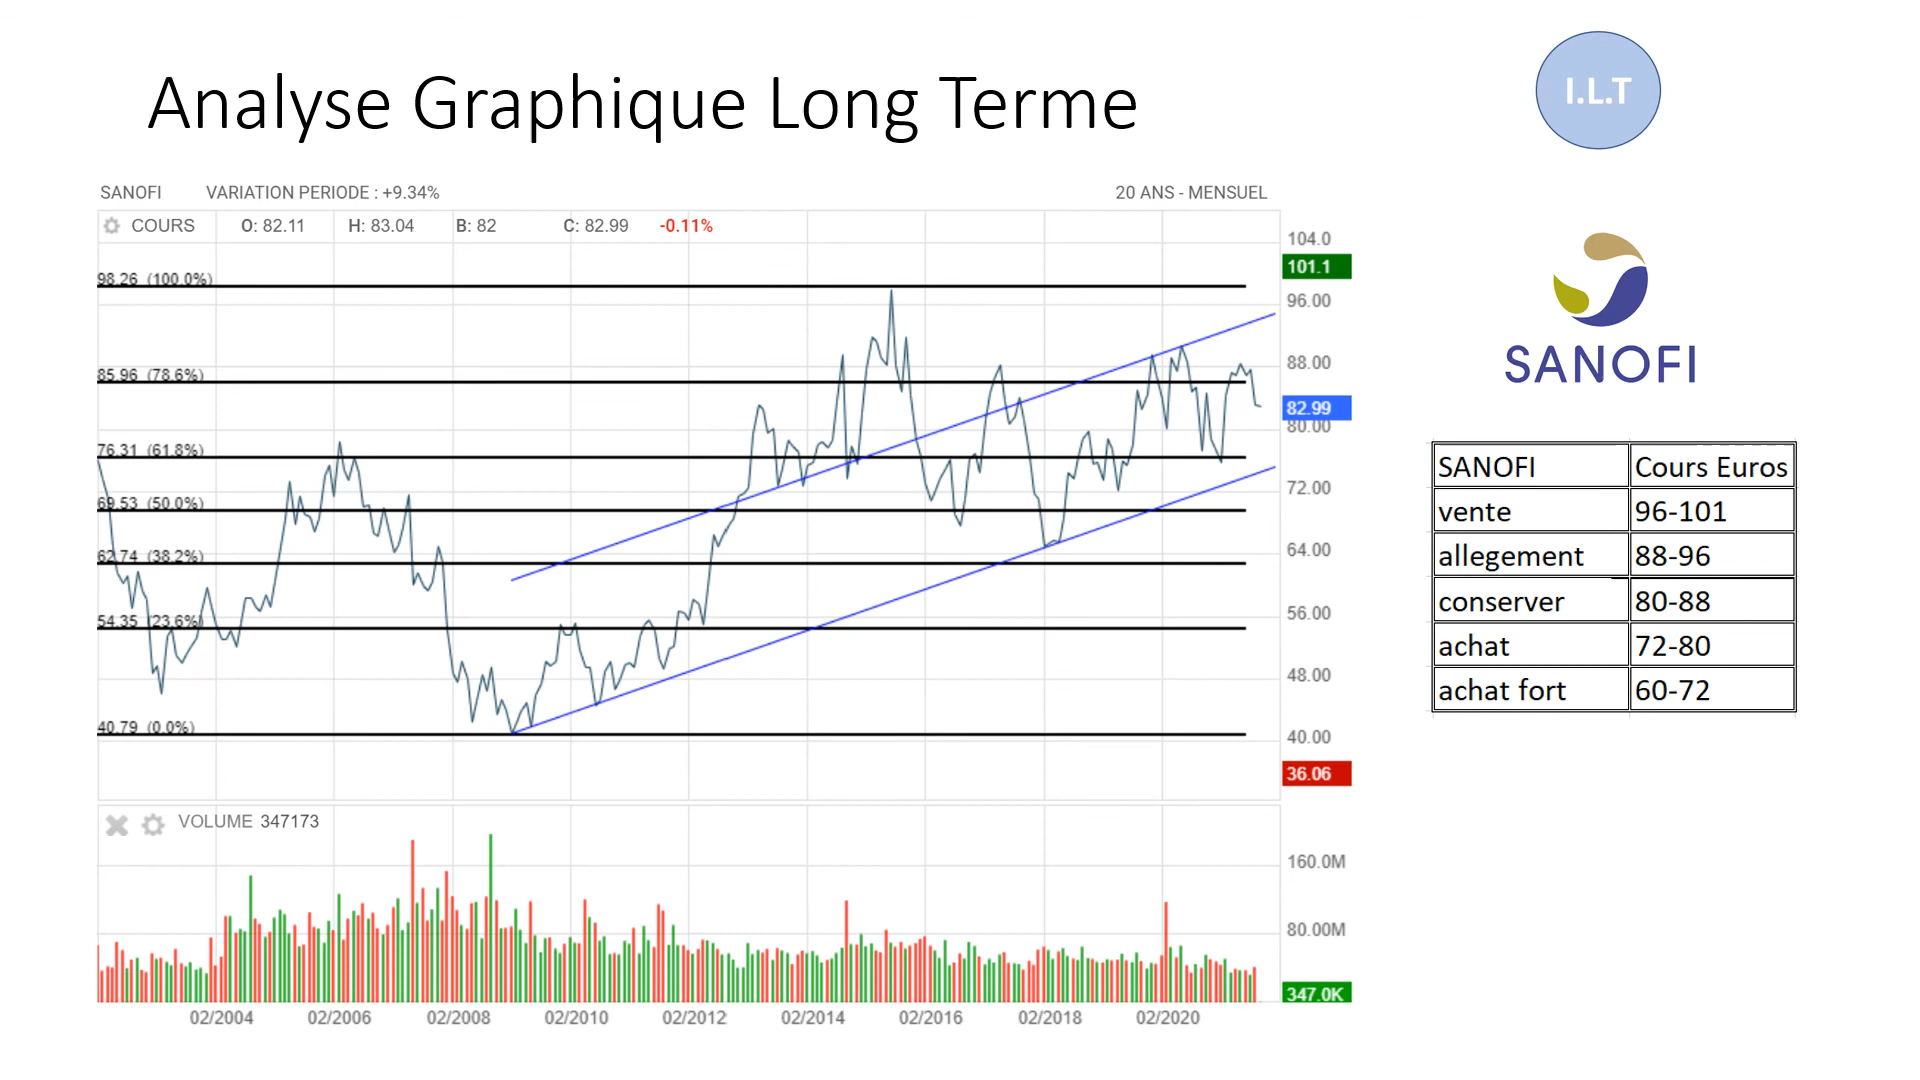 Analyse Graphique Long Terme
I.L.T
SANOFI VARIATION PERIODE : +9.34% 20 ANS - MENSUEL
COURS O: 82.11 H: 83.04 B: 82 C: 82.99 -0.11%
104.0
101.1
98.26 (100.0%)
96.00
88.00
85.96 (78.6%)
82.99
80.00
76.31 (61.8%)
72.00
69.53 (50.0%)
64.00
62.74 (38.2%)
56.00
54.35 (23.6%)
48.00
40.79 (0.0%)
40.00
36.06
VOLUME 347173
160.0M
80.00M
347.0K
02/2004 02/2006 02/2008 02/2010 02/2012 02/2014 02/2016 02/2018 02/2020
SANOFI
SANOFI Cours Euros
vente 96-101
allegement 88-96
conserver 80-88
achat 72-80
achat fort 60-72